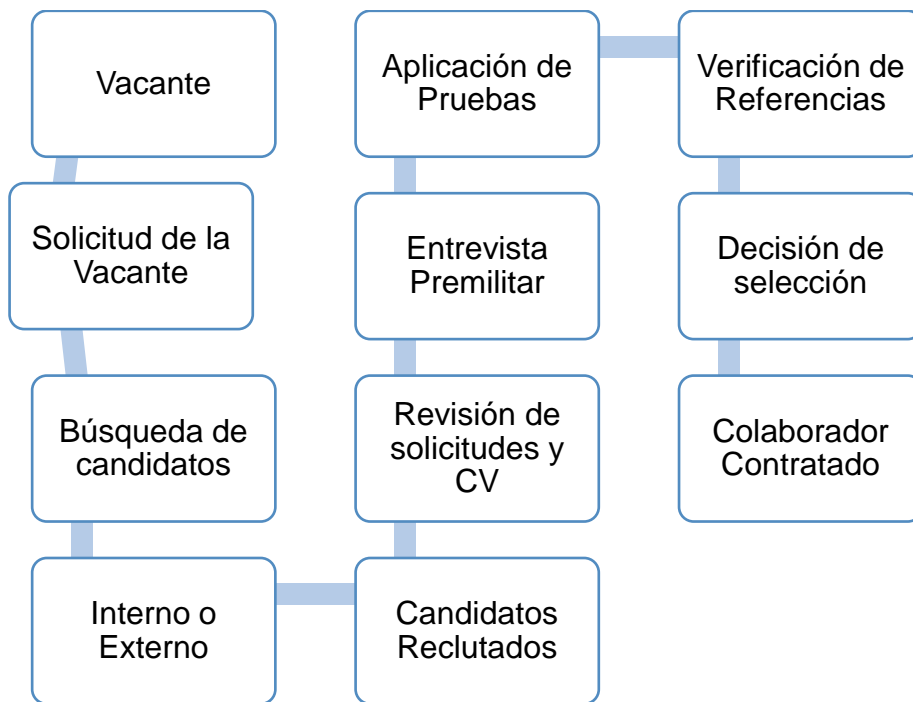 Vacante
Solicitud de la
Vacante
Búsqueda de
candidatos
Interno o
Externo
Candidatos
Reclutados
Revisión de
solicitudes y
CV
Entrevista
Premilitar
Aplicación de
Pruebas
Verificación de
Referencias
Decisión de
selección
Colaborador
Contratado